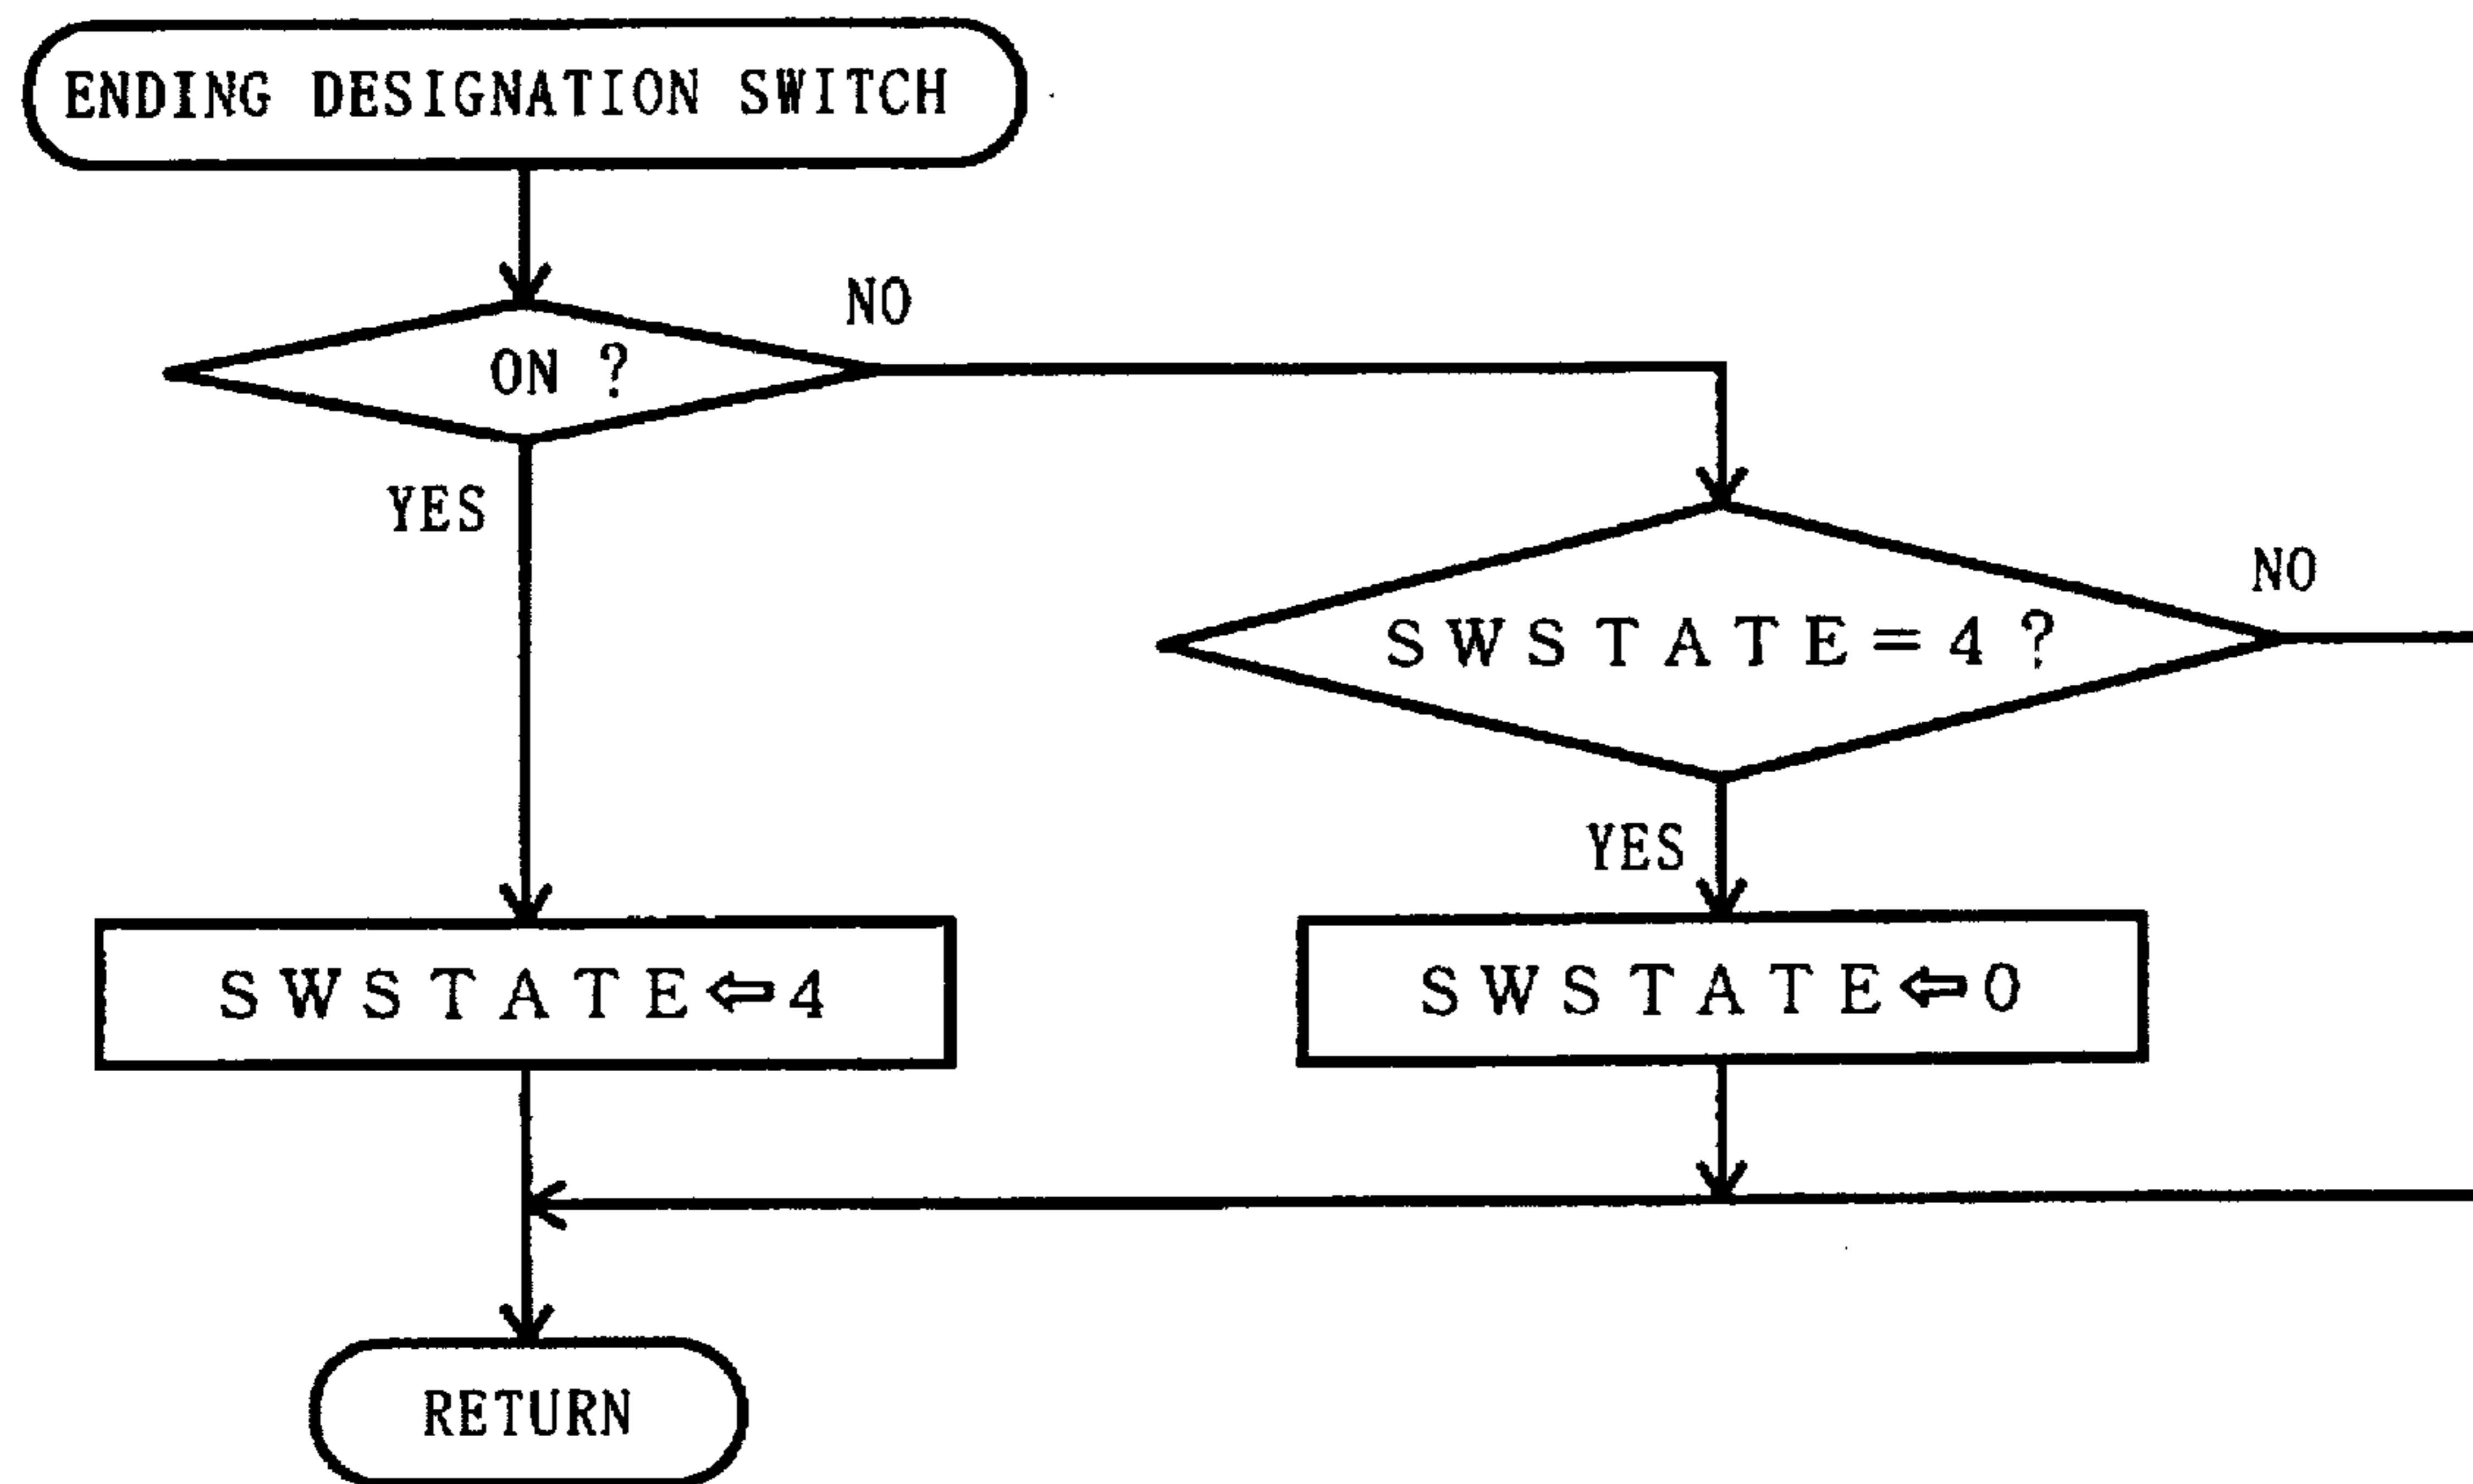 ENDING DESIGNATION SWITCH
NO
ON ?
YES
NO
SWSTATE=4?
YES
SWSTATE⇦4
SWSTATE⇦0
RETURN